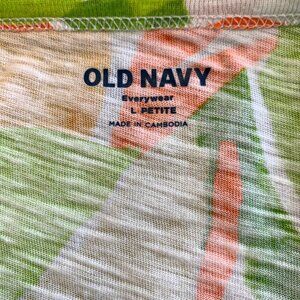 OLD NAVY
Everywear
L PETITE
MADE IN CAMBODIA